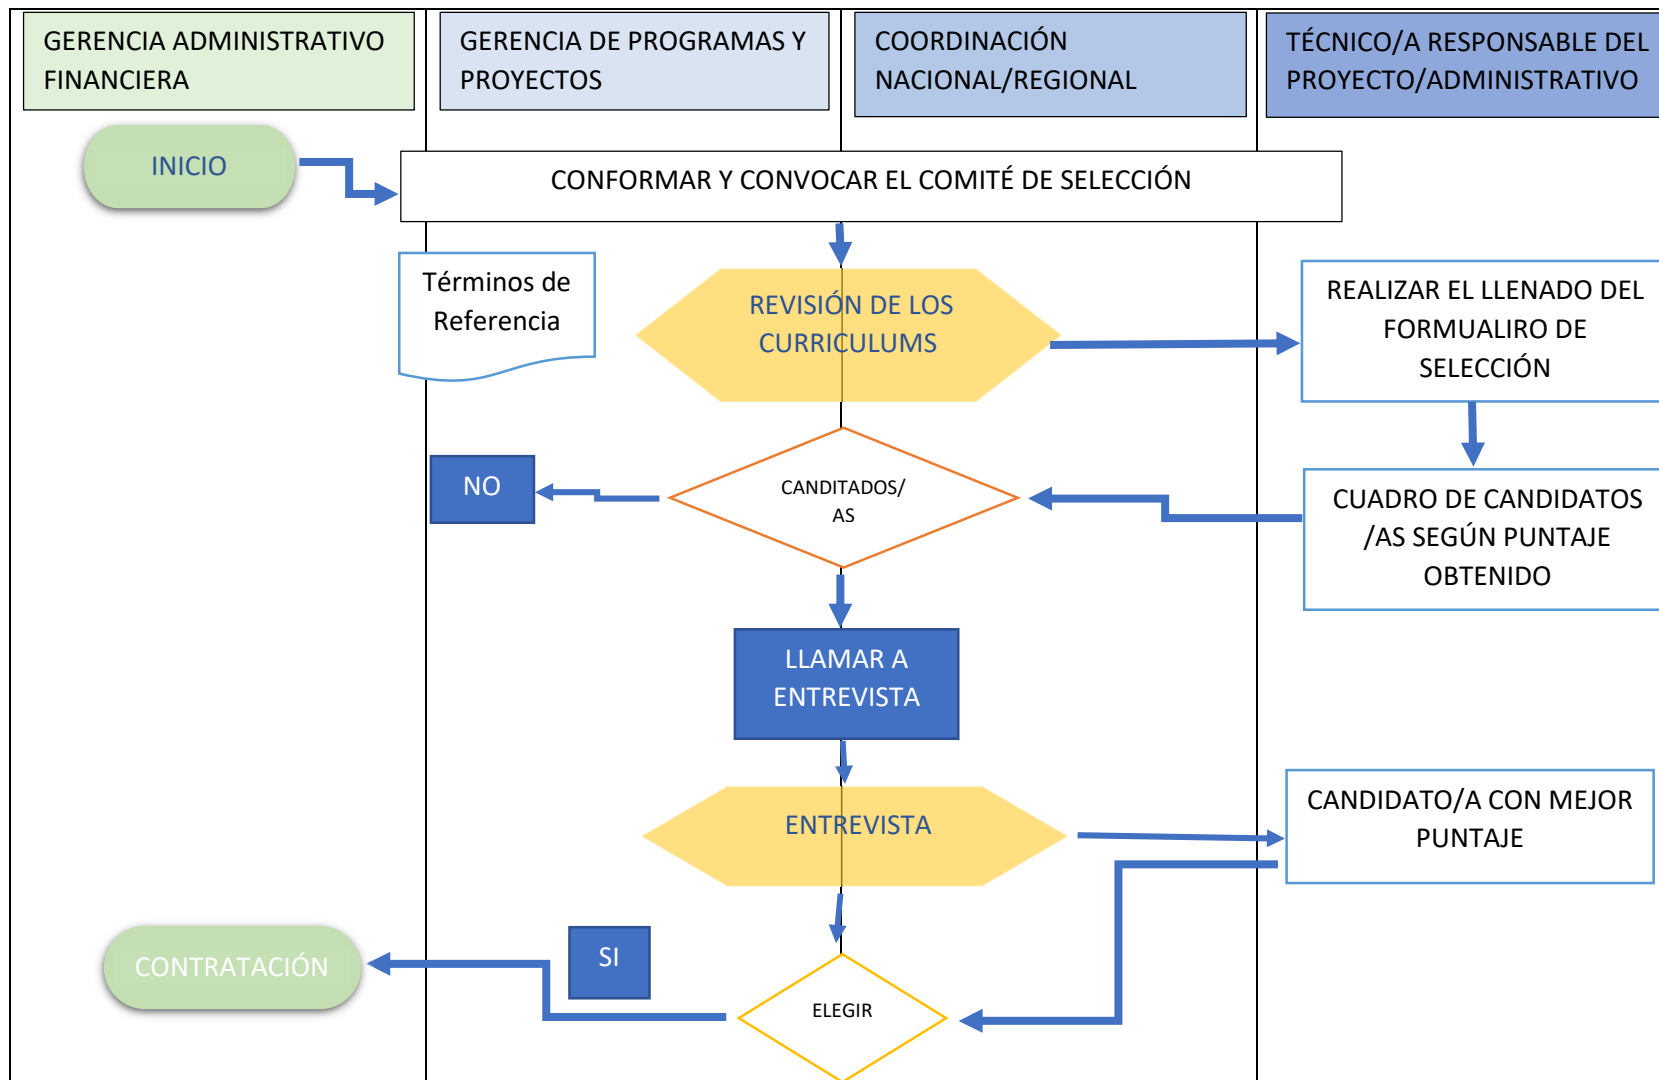 GERENCIA ADMINISTRATIVO
FINANCIERA
GERENCIA DE PROGRAMAS Y
PROYECTOS
COORDINACIÓN
NACIONAL/REGIONAL
TÉCNICO/A RESPONSABLE DEL
PROYECTO/ADMINISTRATIVO
INICIO
CONFORMAR Y CONVOCAR EL COMITÉ DE SELECCIÓN
Términos de
Referencia
REVISIÓN DE LOS
CURRICULUMS
REALIZAR EL LLENADO DEL
FORMUALIRO DE
SELECCIÓN
NO
CANDITADOS/
AS
CUADRO DE CANDIDATOS
/AS SEGÚN PUNTAJE
OBTENIDO
LLAMAR A
ENTREVISTA
ENTREVISTA
CANDIDATO/A CON MEJOR
PUNTAJE
CONTRATACIÓN
SI
ELEGIR